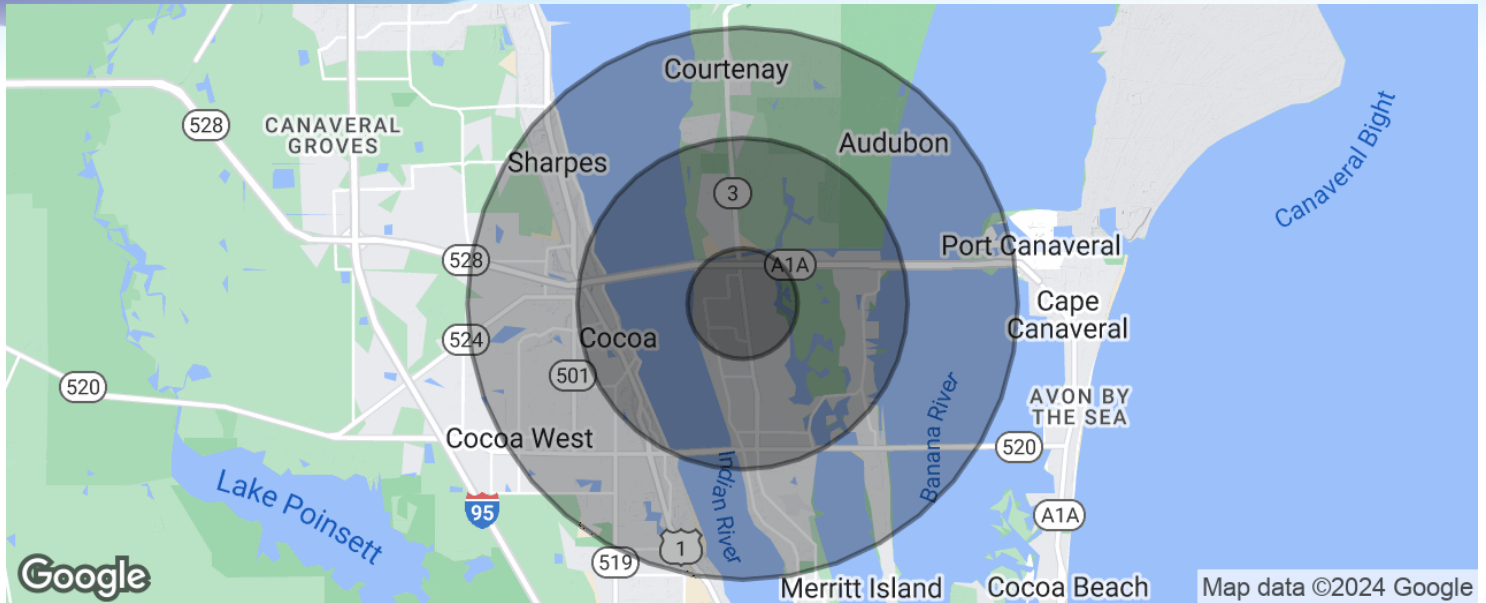 Courtenay
528
CANAVERAL
GROVES
Audubon
Sharpes
Canaveral Bight
3
Port Canaveral
528
A1A
Cape
Canaveral
524
Cocoa
501
520
AVON BY
THE SEA
Banana River
Cocoa West
520
Indian River
Lake Poinsett
95
A1A
1
519
Google
Merritt Island
Cocoa Beach
Map data ©2024 Google